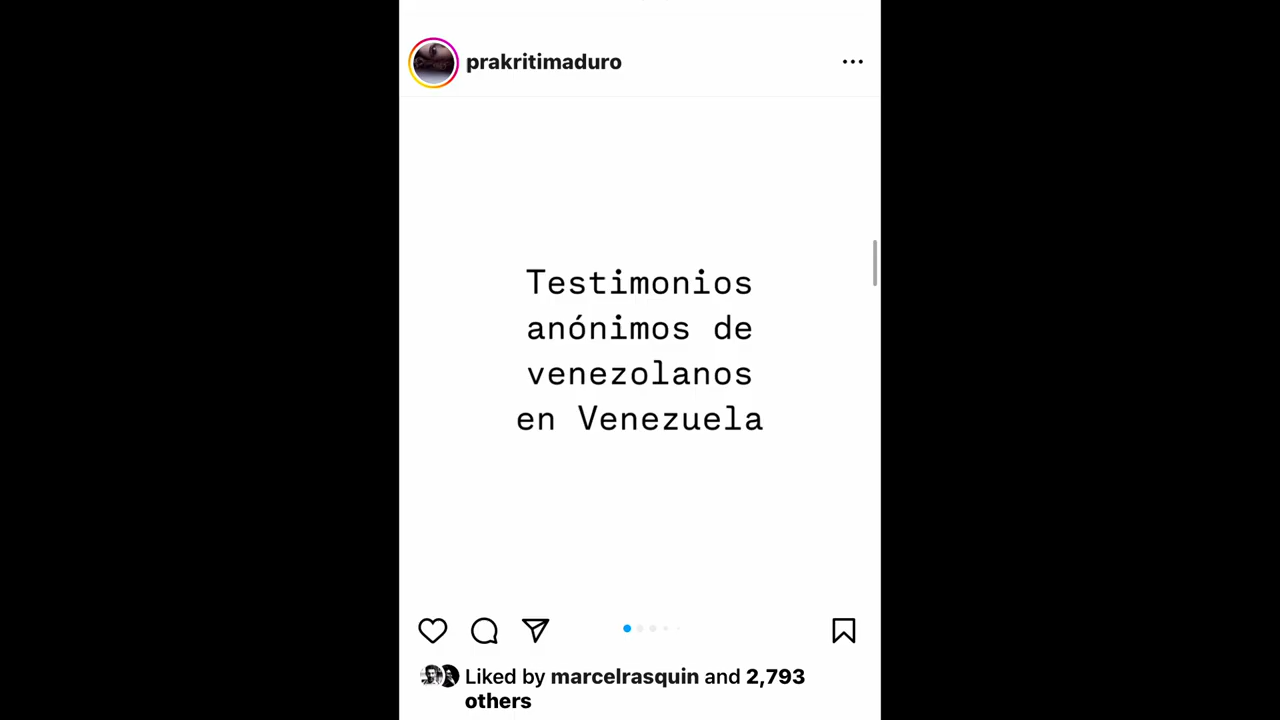 prakritimaduro
Testimonios
anónimos de
venezolanos
en Venezuela
Liked by marcelrasquin and 2,793
others